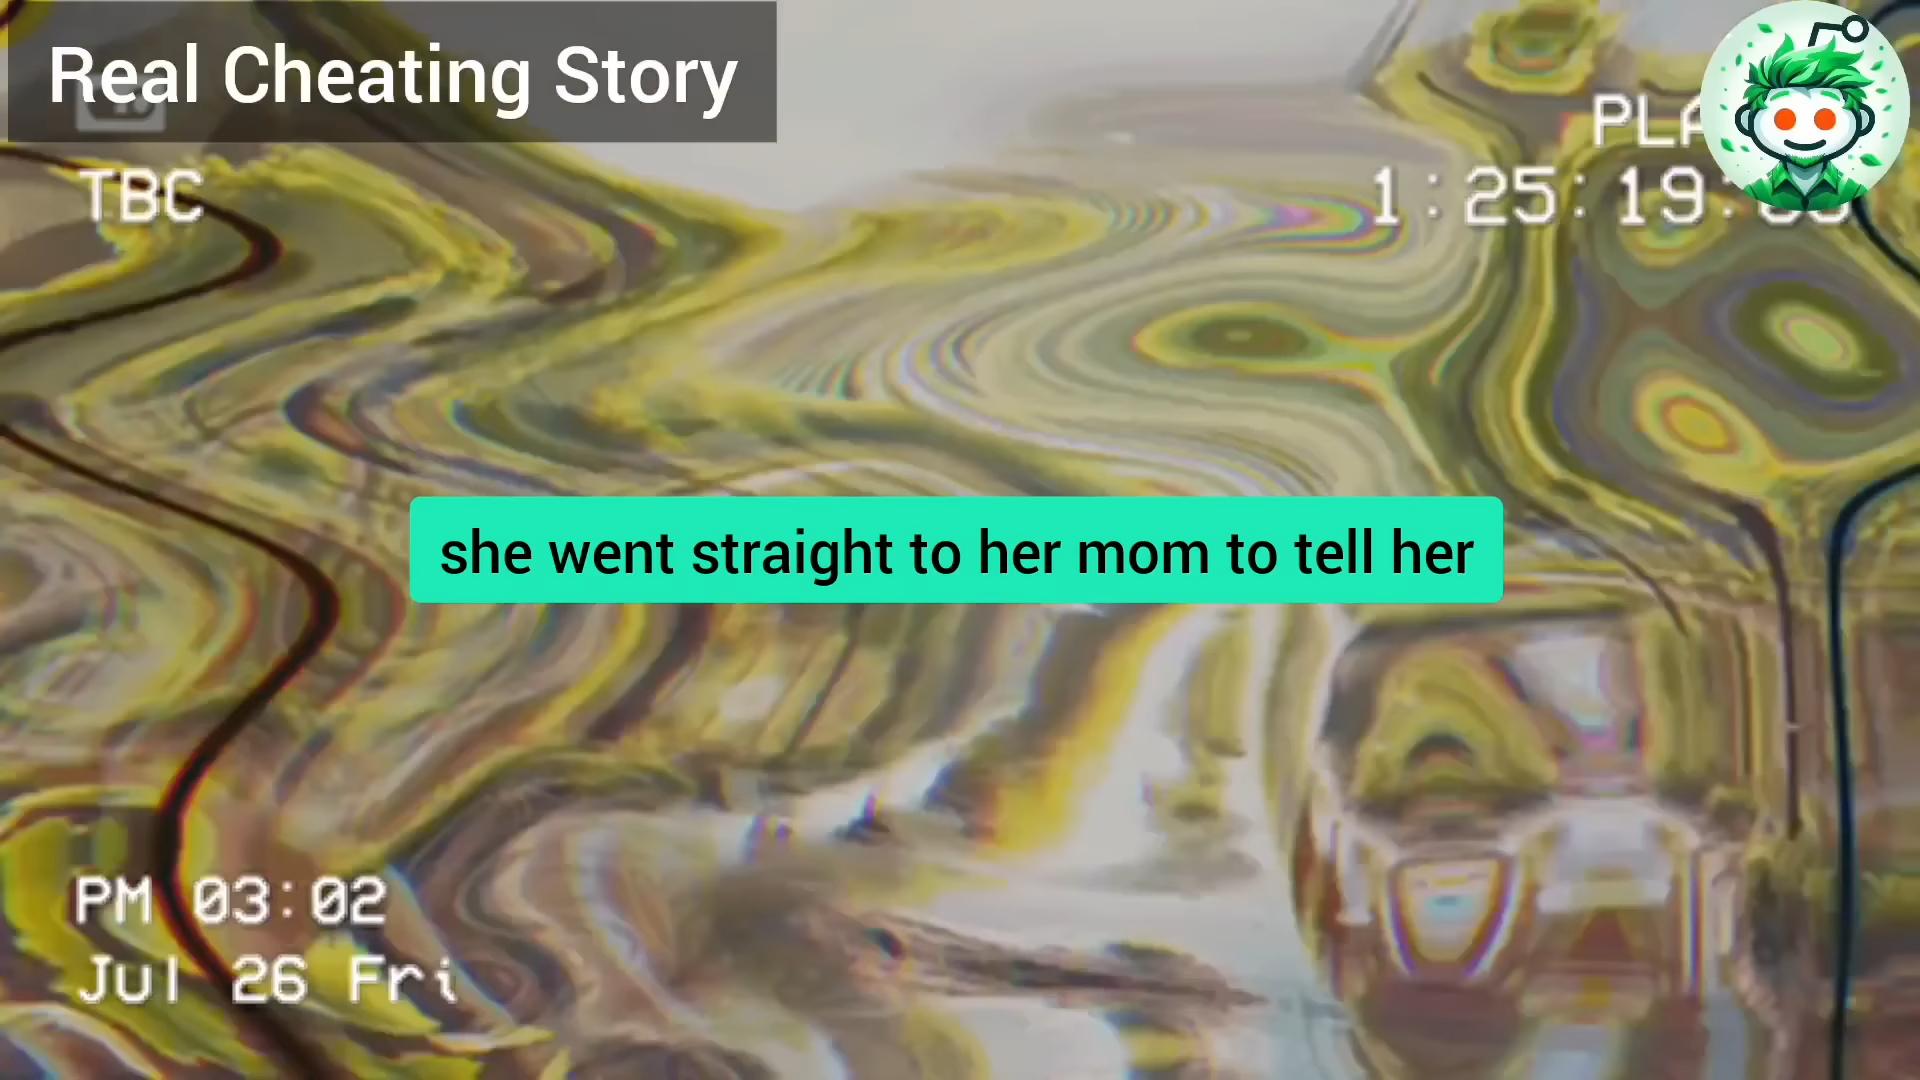 Real Cheating Story
TBC
1:25:19:
she went straight to her mom to tell her
PM 03:02
Jul 26 Fri